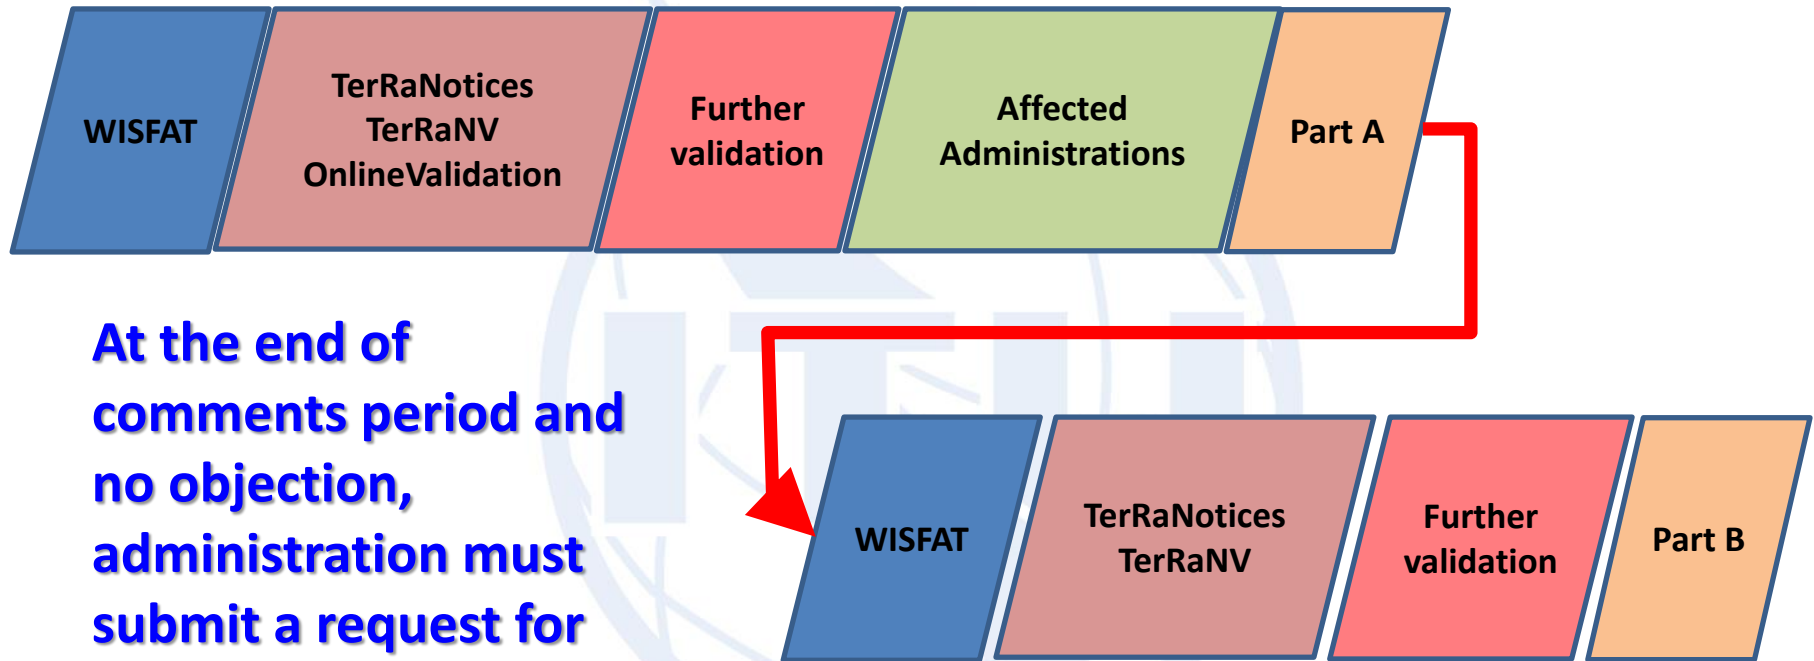 WISFAT
TerRaNotices
TerRaNV
OnlineValidation
Further
validation
Affected
Administrations
Part A
At the end of
comments period and
no objection,
administration must
submit a request for
WISFAT
TerRaNotices
TerRaNV
Further
validation
Part B
ITU